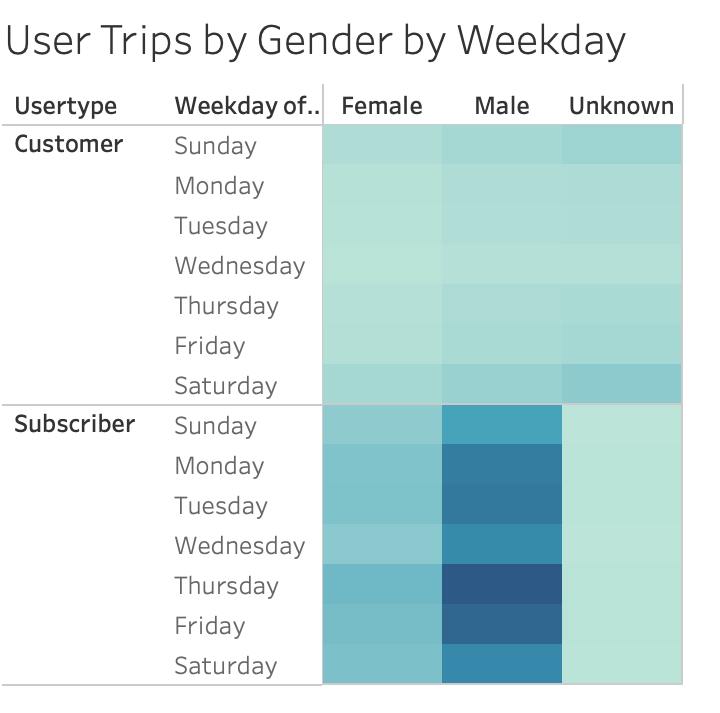 User Trips by Gender by Weekday
Usertype Weekday of.. Female Male Unknown
Customer Sunday
Monday
Tuesday
Wednesday
Thursday
Friday
Saturday
Subscriber Sunday
Monday
Tuesday
Wednesday
Thursday
Friday
Saturday